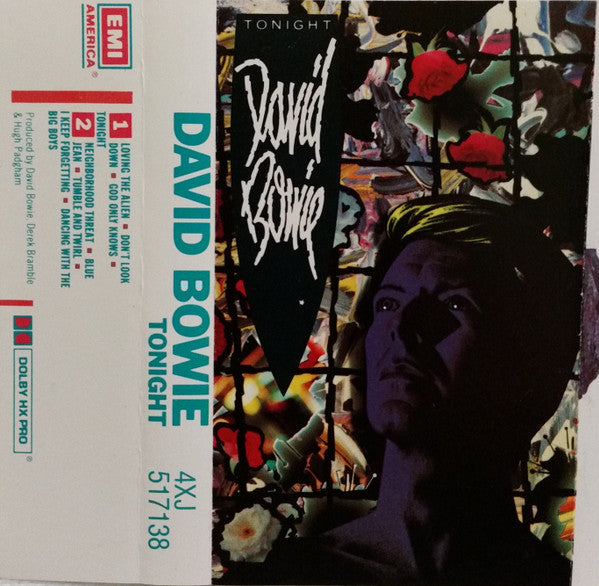 TONIGHT
David
Bowie
DAVID BOWIE
TONIGHT
4XJ
517138
EMI
AMERICA ®
1 LOVING THE ALIEN ■ DON'T LOOK
DOWN ■ GOD ONLY KNOWS ■
TONIGHT
2 NEIGHBORHOOD THREAT ■ BLUE
JEAN ■ TUMBLE AND TWIRL ■
I KEEP FORGETTING ■ DANCING WITH THE
BIG BOYS
Produced by David Bowie, Derek Bramble
& Hugh Padgham
DOLBY HX PRO ®